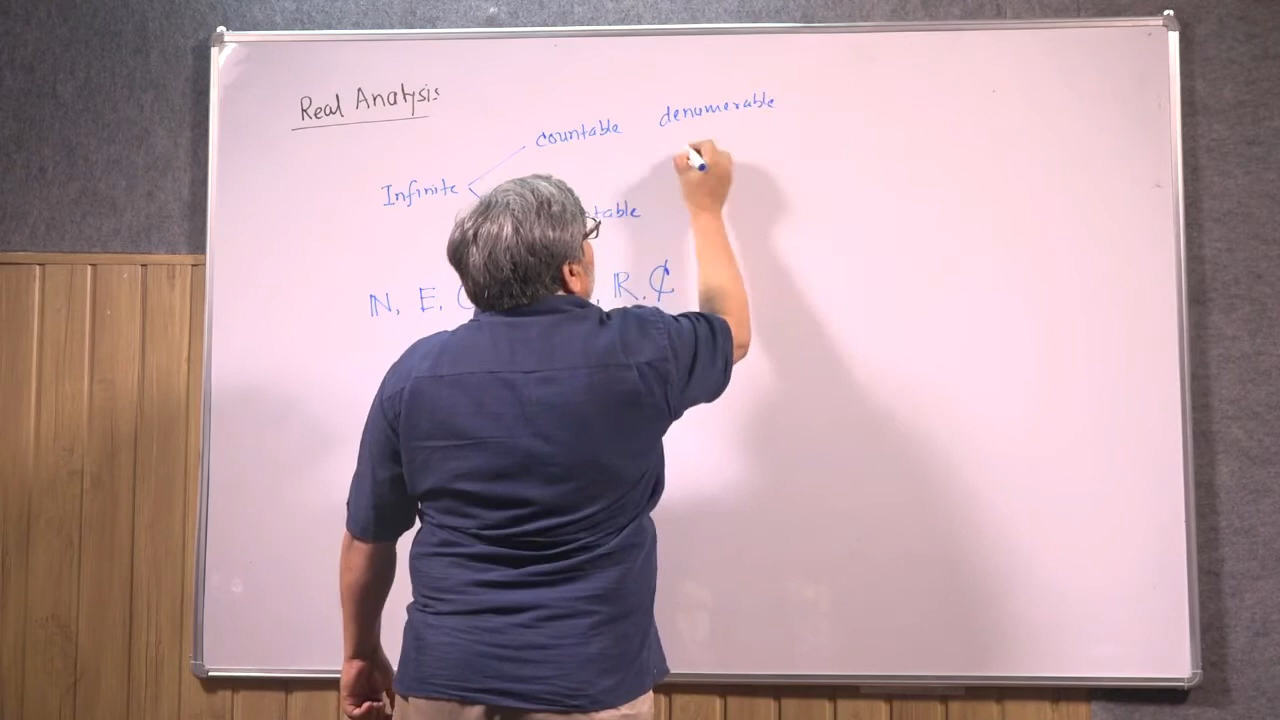 Real Analysis
countable denumerable
Infinite
table
N, E, , R, ₵